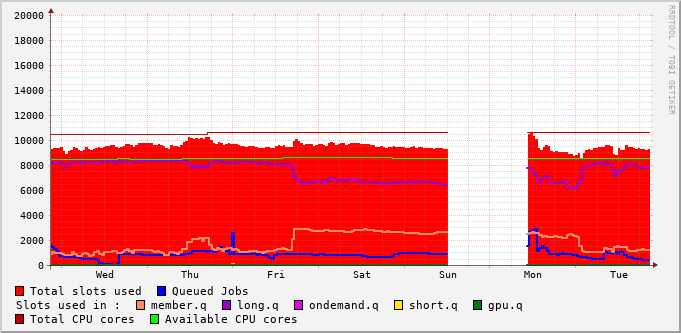 RRDTOOL / TOBI OETIKER
20000
18000
16000
14000
12000
10000
8000
6000
4000
2000
0
Wed Thu Fri Sat Sun Mon Tue
Total slots used Queued Jobs
Slots used in : member.q long.q ondemand.q short.q gpu.q
Total CPU cores Available CPU cores